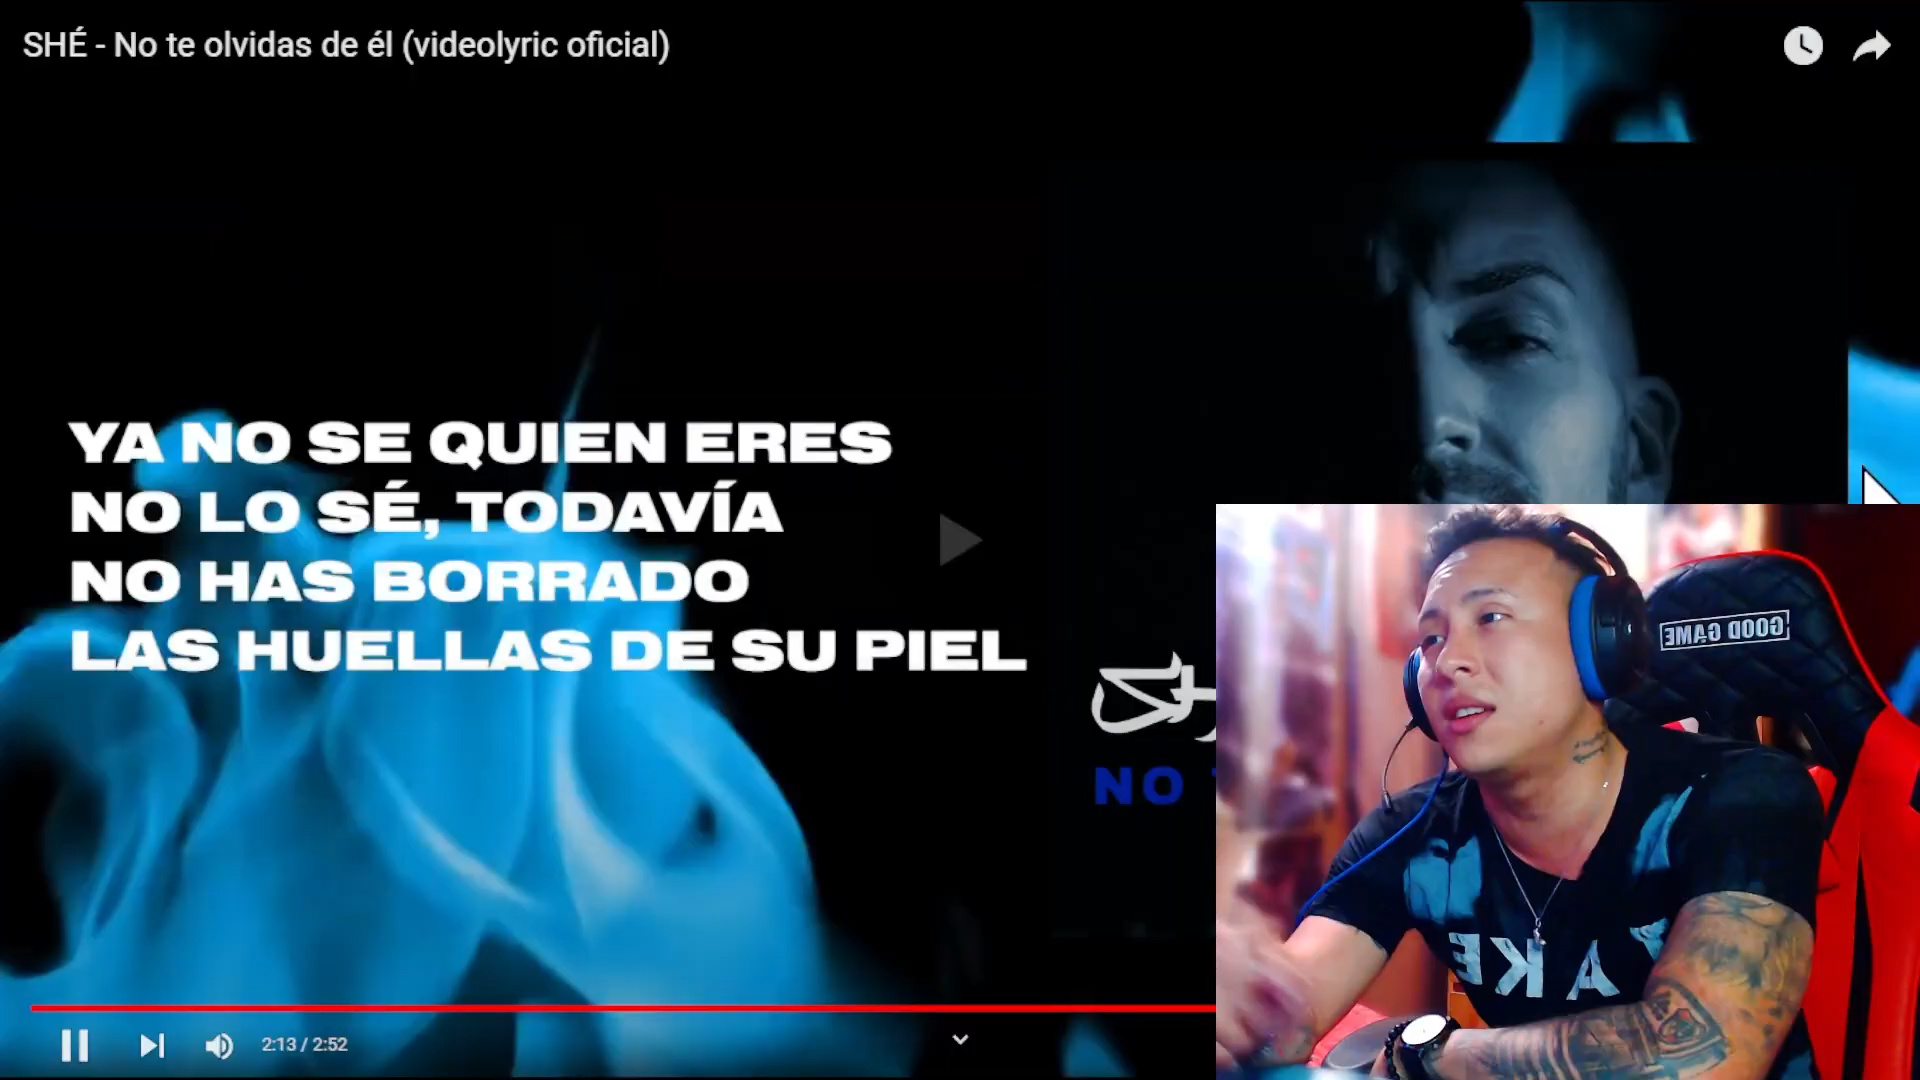 SHÉ - No te olvidas de él (videolyric oficial)
YA NO SE QUIEN ERES
NO LO SÉ, TODAVÍA
NO HAS BORRADO
LAS HUELLAS DE SU PIEL
NO
GOOD GAME
2:13 / 2:52